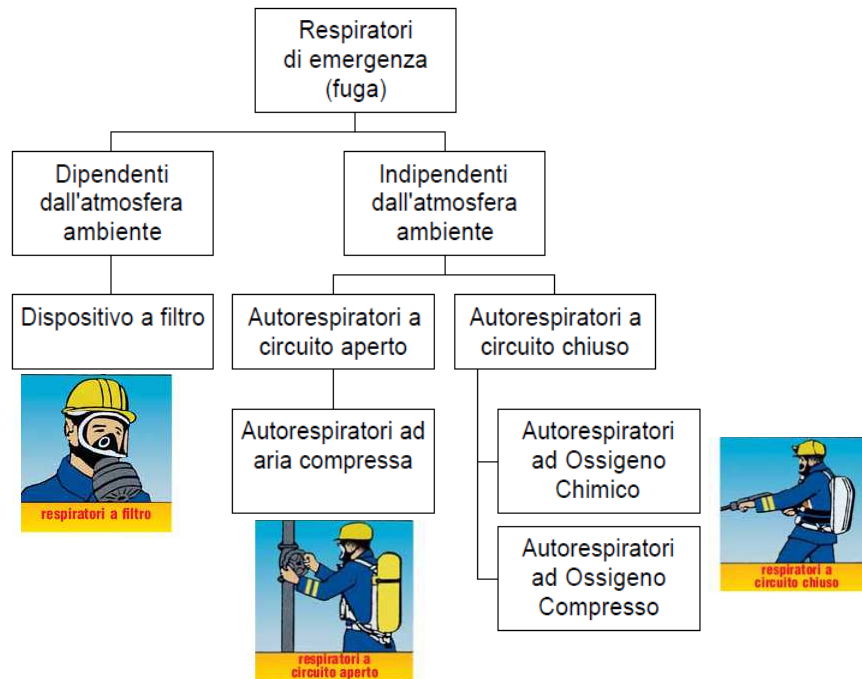 Respiratori
di emergenza
(fuga)
Dipendenti
dall'atmosfera
ambiente
Indipendenti
dall'atmosfera
ambiente
Dispositivo a filtro
Autorespiratori a
circuito aperto
Autorespiratori a
circuito chiuso
respiratori a filtro
Autorespiratori ad
aria compressa
respiratori a
circuito aperto
Autorespiratori
ad Ossigeno
Chimico
Autorespiratori
ad Ossigeno
Compresso
respiratori a
circuito chiuso